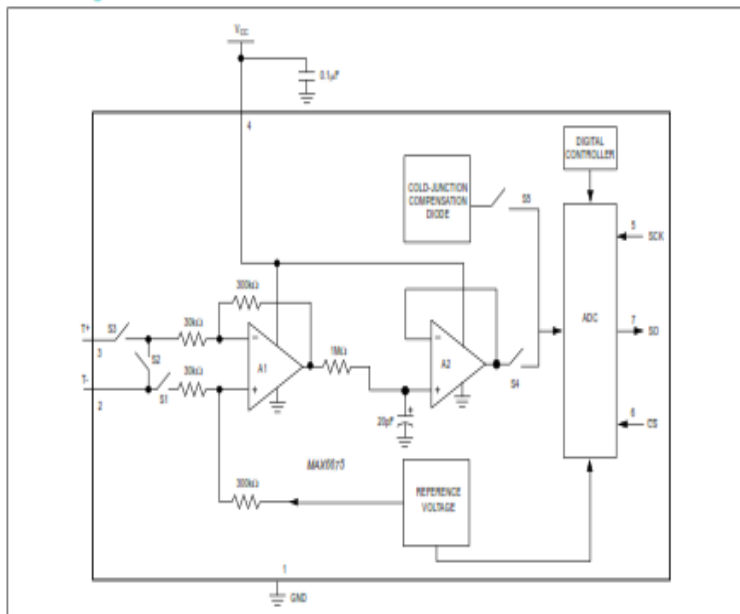 VCC
0.1µF
4
DIGITAL
CONTROLLER
COLD-JUNCTION
COMPENSATION
DIODE
S5
5
SCK
300kΩ
ADC
T+
S3
30kΩ
3
S2
A1
1MΩ
A2
7
SO
T-
30kΩ
S1
S4
2
20pF
6
CS
MAX6675
300kΩ
REFERENCE
VOLTAGE
1
GND